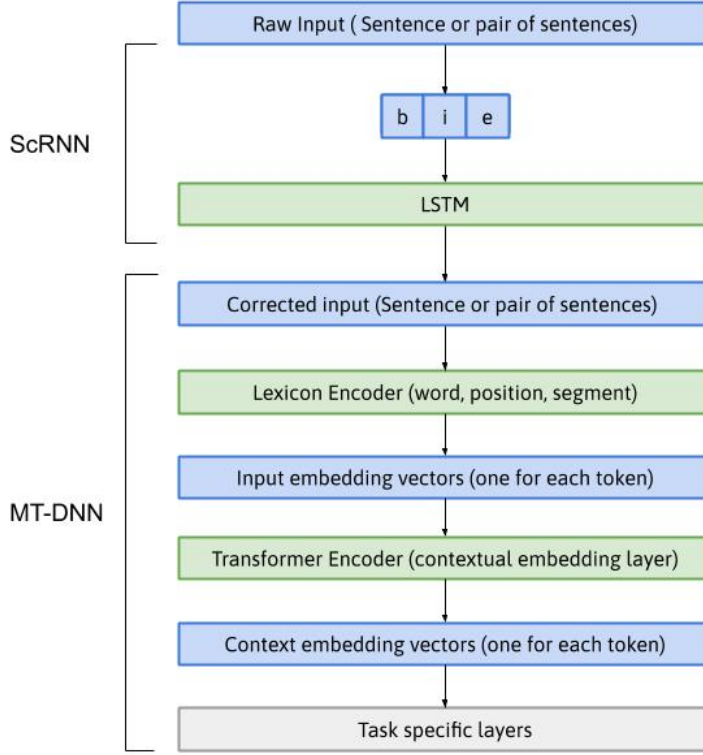 Raw Input ( Sentence or pair of sentences)
ScRNN
b i e
LSTM
Corrected input (Sentence or pair of sentences)
Lexicon Encoder (word, position, segment)
Input embedding vectors (one for each token)
MT-DNN
Transformer Encoder (contextual embedding layer)
Context embedding vectors (one for each token)
Task specific layers